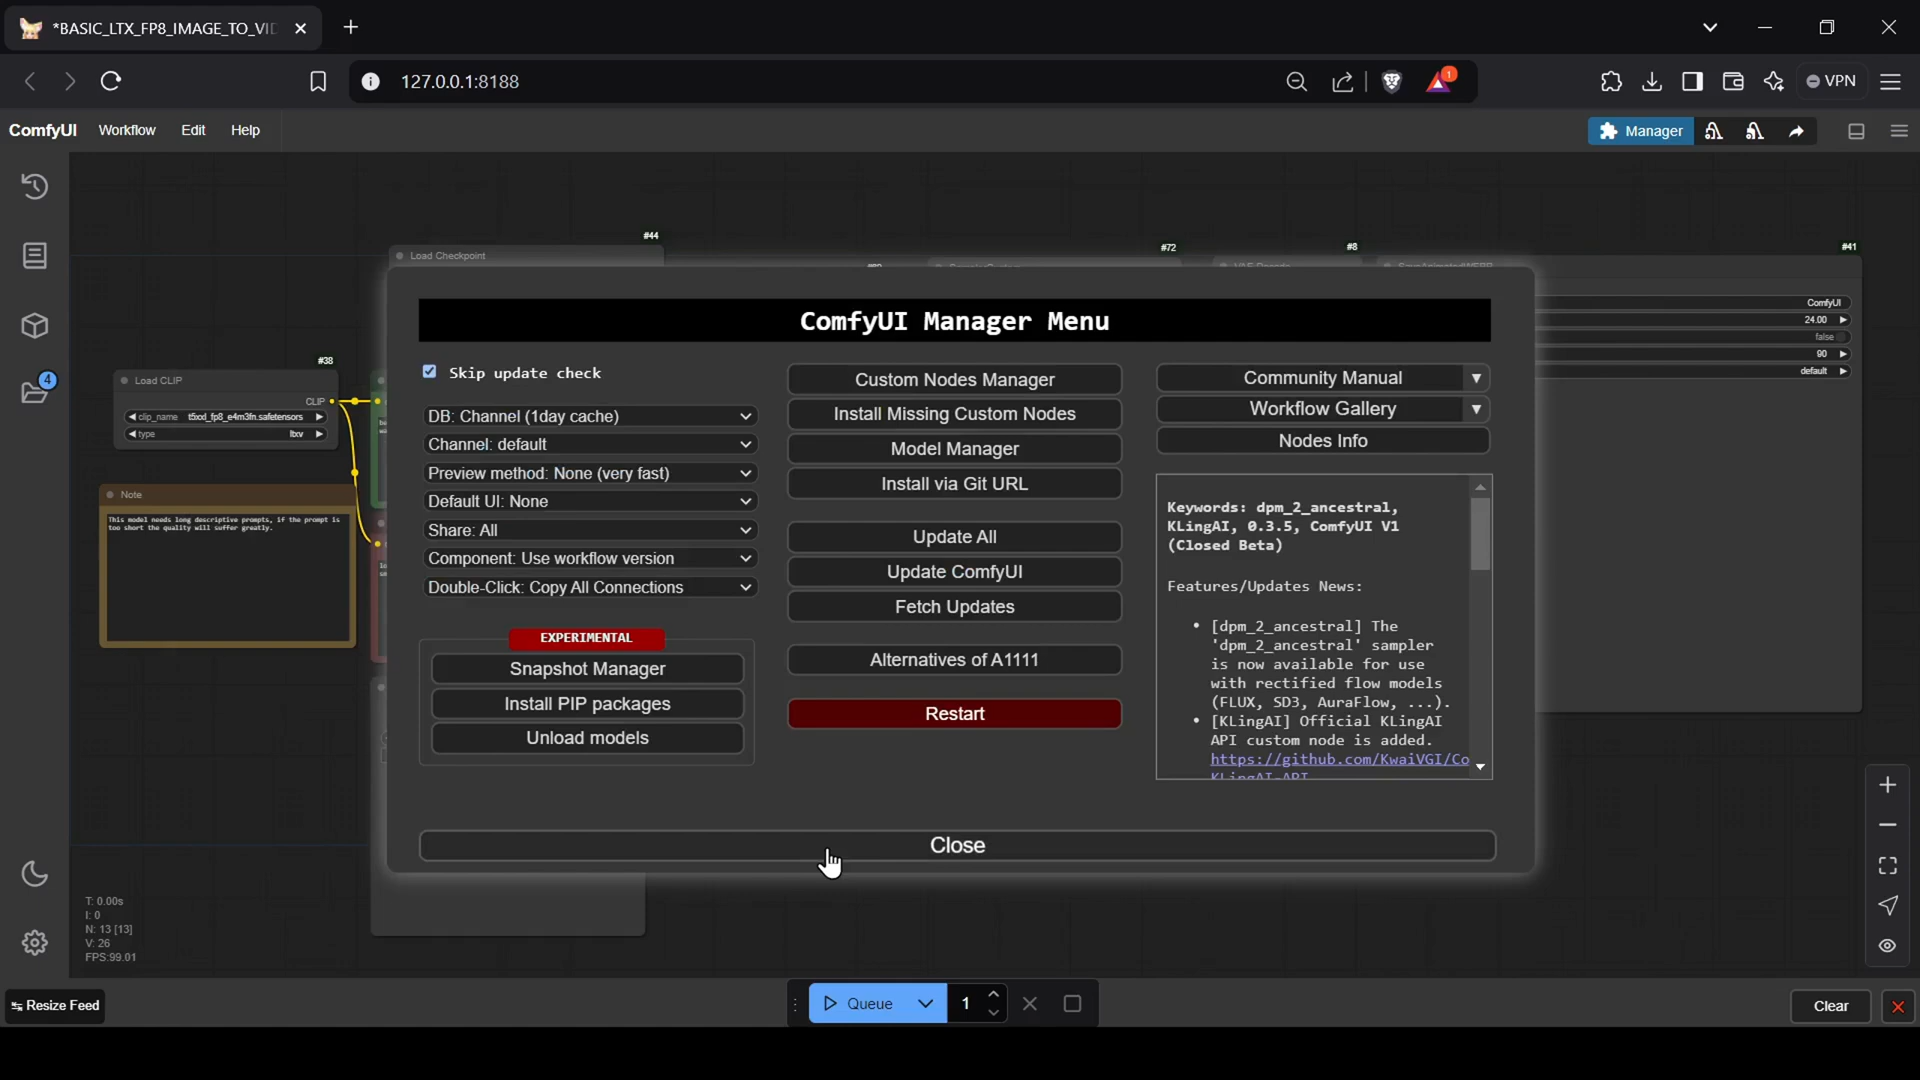 *BASIC_LTX_FP8_IMAGE_TO_VID
127.0.0.1:8188
1
VPN
ComfyUI
Workflow
Edit
Help
Manager
#44
Load Checkpoint
#72
#8
#41
ComfyUI
24.00
false
90
default
4
#38
Load CLIP
CLIP
clip_name t5xxl_fp8_e4m3fn.safetensors
type ltxv
Note
This model needs long descriptive prompts, if the prompt is
too short the quality will suffer greatly.
ComfyUI Manager Menu
Skip update check
DB: Channel (1day cache)
Channel: default
Preview method: None (very fast)
Default UI: None
Share: All
Component: Use workflow version
Double-Click: Copy All Connections
EXPERIMENTAL
Snapshot Manager
Install PIP packages
Unload models
Custom Nodes Manager
Install Missing Custom Nodes
Model Manager
Install via Git URL
Update All
Update ComfyUI
Fetch Updates
Alternatives of A1111
Restart
Community Manual
Workflow Gallery
Nodes Info
Keywords: dpm_2_ancestral,
KLingAI, 0.3.5, ComfyUI V1
(Closed Beta)
Features/Updates News:
• [dpm_2_ancestral] The
'dpm_2_ancestral' sampler
is now available for use
with rectified flow models
(FLUX, SD3, AuraFlow, ...).
• [KLingAI] Official KLingAI
API custom node is added.
https://github.com/KwaiVGI/Co
KLingAI-API
Close
T: 0.00s
I: 0
N: 13 [13]
V: 26
FPS:99.01
Resize Feed
Queue
1
Clear